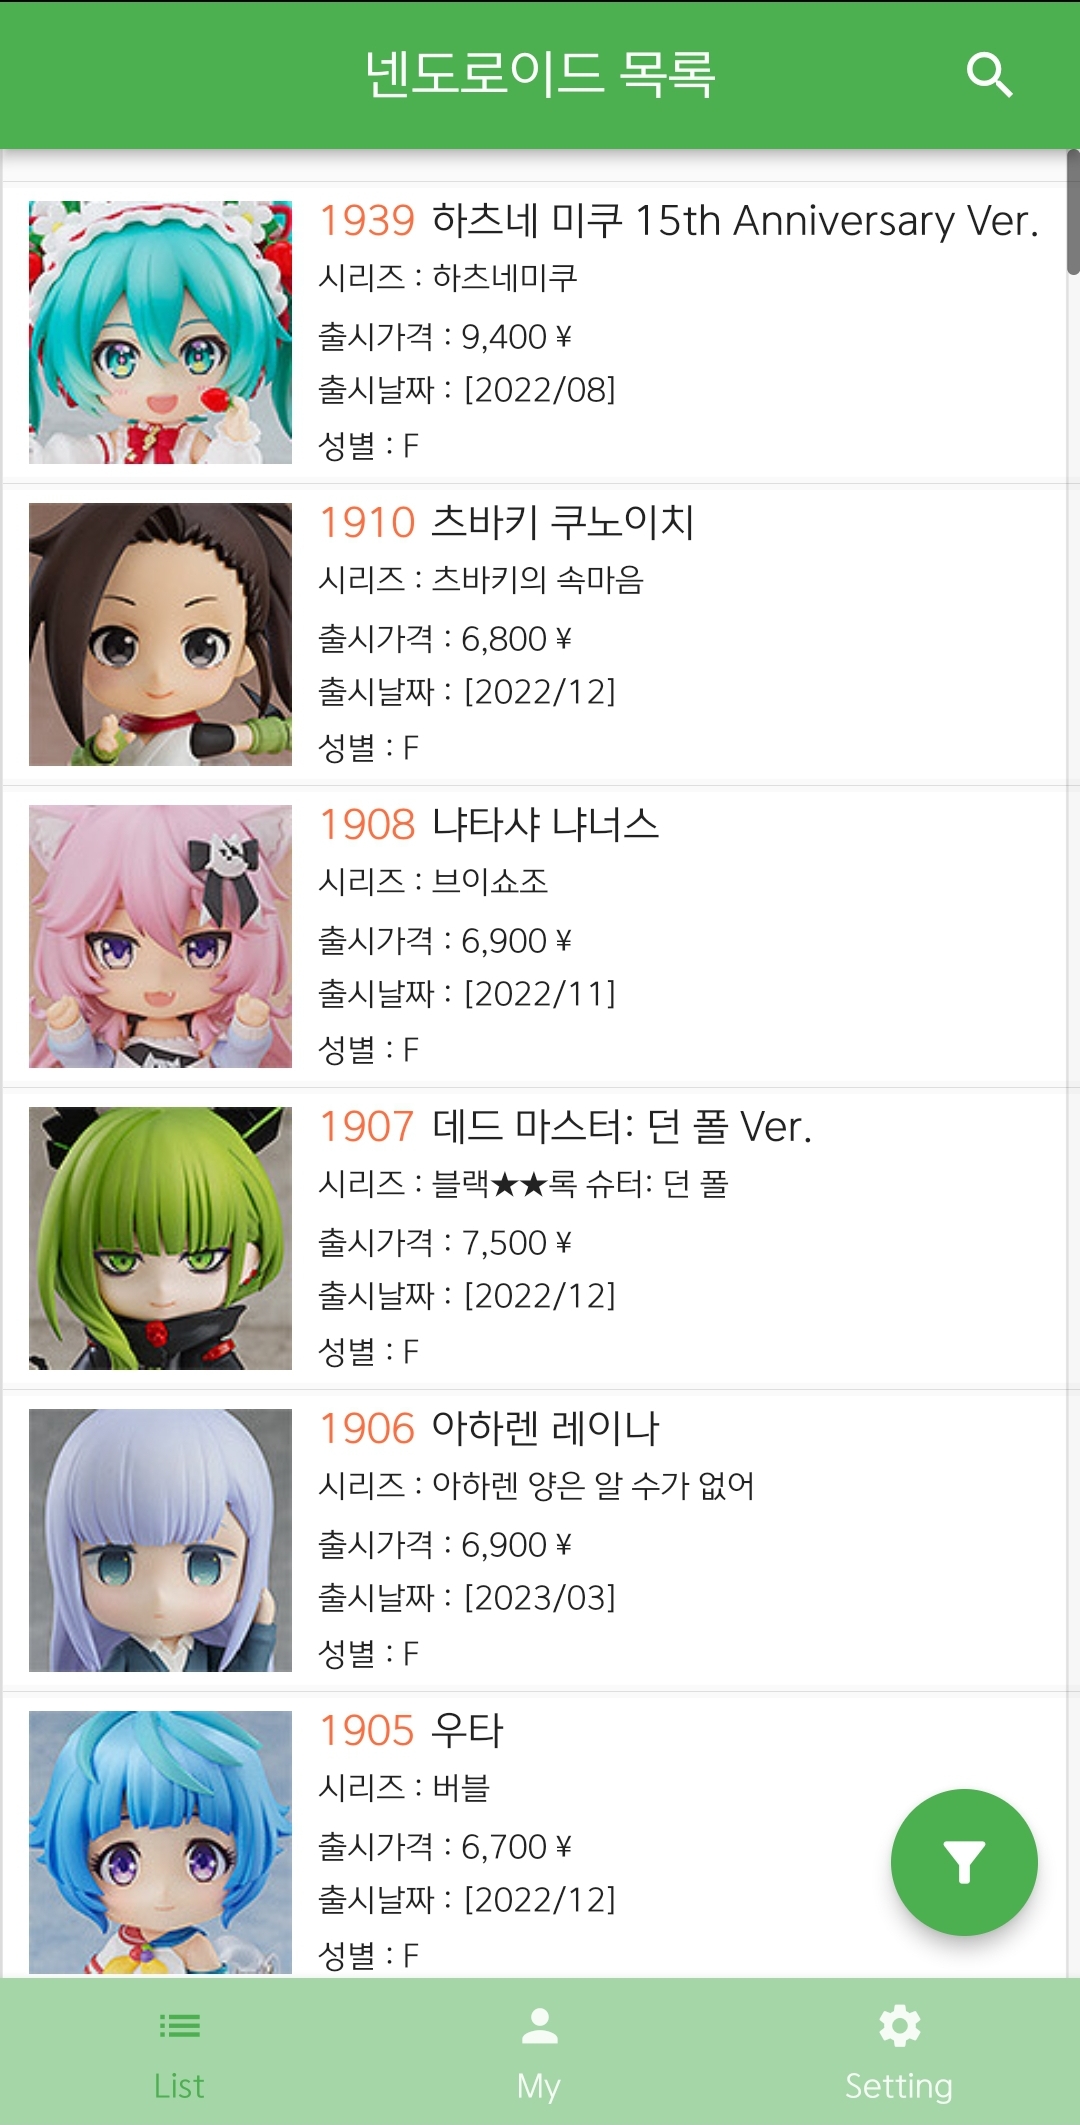 넨도로이드 목록
1939 하츠네 미쿠 15th Anniversary Ver.
시리즈 : 하츠네미쿠
출시가격 : 9,400 ¥
출시날짜 : [2022/08]
성별 : F
1910 츠바키 쿠노이치
시리즈 : 츠바키의 속마음
출시가격 : 6,800 ¥
출시날짜 : [2022/12]
성별 : F
1908 냐타샤 냐너스
시리즈 : 브이쇼조
출시가격 : 6,900 ¥
출시날짜 : [2022/11]
성별 : F
1907 데드 마스터: 던 폴 Ver.
시리즈 : 블랙★★록 슈터: 던 폴
출시가격 : 7,500 ¥
출시날짜 : [2022/12]
성별 : F
1906 아하렌 레이나
시리즈 : 아하렌 양은 알 수가 없어
출시가격 : 6,900 ¥
출시날짜 : [2023/03]
성별 : F
1905 우타
시리즈 : 버블
출시가격 : 6,700 ¥
출시날짜 : [2022/12]
성별 : F
List
My
Setting